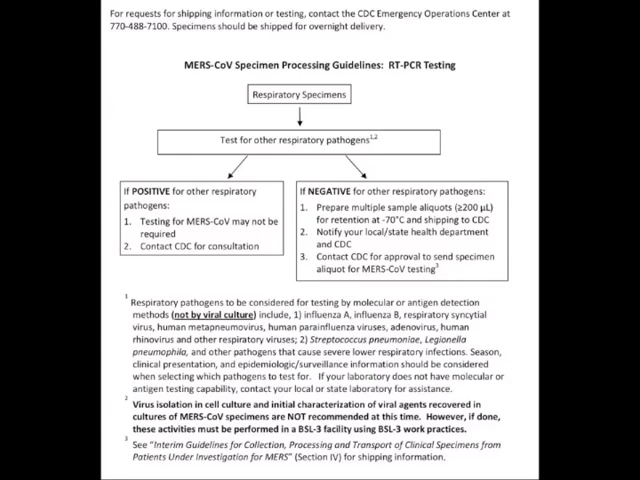 For requests for shipping information or testing, contact the CDC Emergency Operations Center at
770-488-7100. Specimens should be shipped for overnight delivery.
MERS-CoV Specimen Processing Guidelines: RT-PCR Testing
Respiratory Specimens
Test for other respiratory pathogens1,2
If POSITIVE for other respiratory
pathogens:
1. Testing for MERS-CoV may not be
required
2. Contact CDC for consultation
If NEGATIVE for other respiratory pathogens:
1. Prepare multiple sample aliquots (≥200 µL)
for retention at -70°C and shipping to CDC
2. Notify your local/state health department
and CDC
3. Contact CDC for approval to send specimen
aliquot for MERS-CoV testing3
1 Respiratory pathogens to be considered for testing by molecular or antigen detection
methods (not by viral culture) include, 1) influenza A, influenza B, respiratory syncytial
virus, human metapneumovirus, human parainfluenza viruses, adenovirus, human
rhinovirus and other respiratory viruses; 2) Streptococcus pneumoniae, Legionella
pneumophila, and other pathogens that cause severe lower respiratory infections. Season,
clinical presentation, and epidemiologic/surveillance information should be considered
when selecting which pathogens to test for. If your laboratory does not have molecular or
antigen testing capability, contact your local or state laboratory for assistance.
2 Virus isolation in cell culture and initial characterization of viral agents recovered in
cultures of MERS-CoV specimens are NOT recommended at this time. However, if done,
these activities must be performed in a BSL-3 facility using BSL-3 work practices.
3 See "Interim Guidelines for Collection, Processing and Transport of Clinical Specimens from
Patients Under Investigation for MERS" (Section IV) for shipping information.